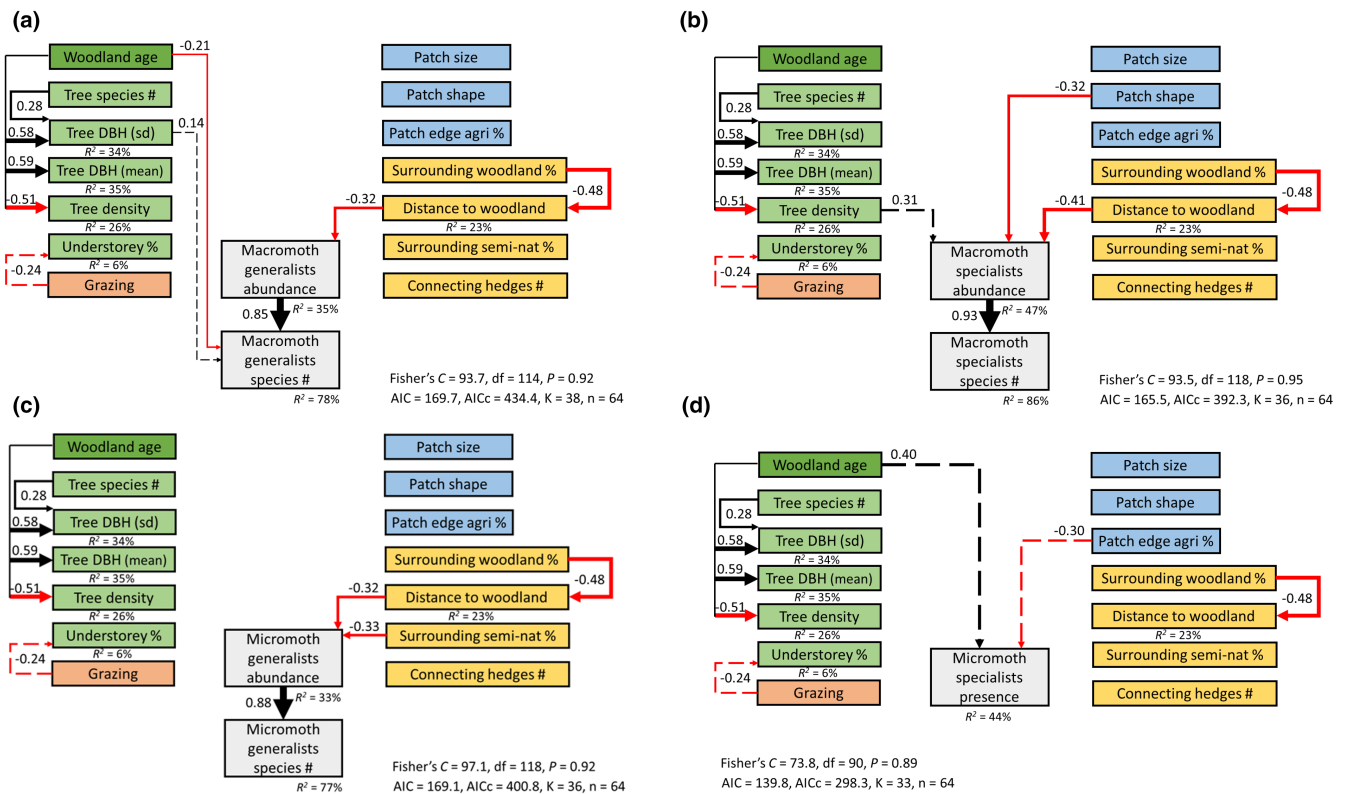 (a)
Woodland age
-0.21
Tree species #
0.28
0.14
0.58
Tree DBH (sd)
R² = 34%
0.59
Tree DBH (mean)
R² = 35%
-0.51
Tree density
R² = 26%
Understorey %
R² = 6%
-0.24
Grazing
Patch size
Patch shape
Patch edge agri %
Surrounding woodland %
-0.48
-0.32
Distance to woodland
R² = 23%
Surrounding semi-nat %
Connecting hedges #
Macromoth
generalists
abundance
0.85
R² = 35%
Macromoth
generalists
species #
R² = 78%
Fisher's C = 93.7, df = 114, P = 0.92
AIC = 169.7, AICc = 434.4, K = 38, n = 64
(b)
Woodland age
Tree species #
0.28
0.58
Tree DBH (sd)
R² = 34%
0.59
Tree DBH (mean)
R² = 35%
-0.51
Tree density
0.31
R² = 26%
Understorey %
R² = 6%
-0.24
Grazing
Patch size
-0.32
Patch shape
Patch edge agri %
Surrounding woodland %
-0.48
-0.41
Distance to woodland
R² = 23%
Surrounding semi-nat %
Connecting hedges #
Macromoth
specialists
abundance
0.93
R² = 47%
Macromoth
specialists
species #
R² = 86%
Fisher's C = 93.5, df = 118, P = 0.95
AIC = 165.5, AICc = 392.3, K = 36, n = 64
(c)
Woodland age
Tree species #
0.28
0.58
Tree DBH (sd)
R² = 34%
0.59
Tree DBH (mean)
R² = 35%
-0.51
Tree density
R² = 26%
Understorey %
R² = 6%
-0.24
Grazing
Patch size
Patch shape
Patch edge agri %
Surrounding woodland %
-0.48
-0.32
Distance to woodland
R² = 23%
-0.33
Surrounding semi-nat %
Connecting hedges #
Micromoth
generalists
abundance
0.88
R² = 33%
Micromoth
generalists
species #
R² = 77%
Fisher's C = 97.1, df = 118, P = 0.92
AIC = 169.1, AICc = 400.8, K = 36, n = 64
(d)
Woodland age
0.40
Tree species #
0.28
0.58
Tree DBH (sd)
R² = 34%
0.59
Tree DBH (mean)
R² = 35%
-0.51
Tree density
R² = 26%
Understorey %
R² = 6%
-0.24
Grazing
Patch size
Patch shape
-0.30
Patch edge agri %
Surrounding woodland %
-0.48
Distance to woodland
R² = 23%
Surrounding semi-nat %
Connecting hedges #
Micromoth
specialists
presence
R² = 44%
Fisher's C = 73.8, df = 90, P = 0.89
AIC = 139.8, AICc = 298.3, K = 33, n = 64